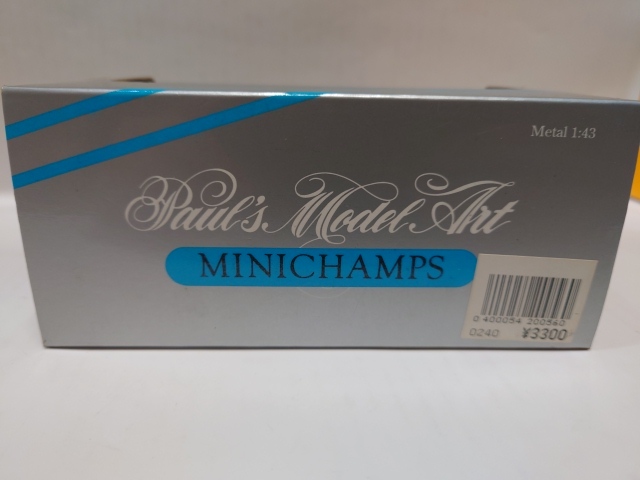 Metal 1:43
Paul's Model Art
MINICHAMPS
0 400054 200560
0240 ¥3300